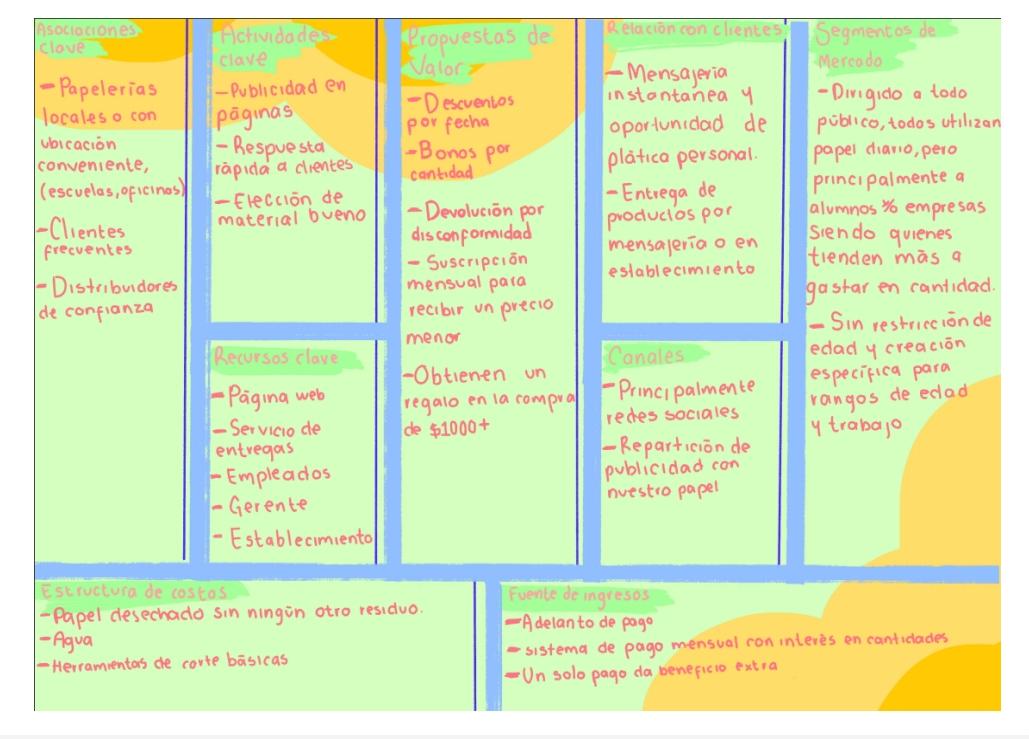 Asociaciones
clave
-Papelerías
locales o con
ubicación
conveniente,
(escuelas,oficinas)
-Clientes
frecuentes
-Distribuidores
de confianza
Actividades
clave
-Publicidad en
páginas
-Respuesta
rápida a clientes
-Elección de
material bueno
Recursos clave
-Página web
-Servicio de
entregas
-Empleados
-Gerente
-Establecimiento
Propuestas de
Valor
-Descuentos
por fecha
-Bonos por
cantidad
-Devolución por
disconformidad
-Suscripción
mensual para
recibir un precio
menor
-Obtienen un
regalo en la compra
de $1000+
Relación con clientes
-Mensajería
instantanea y
oportunidad de
plática personal.
-Entrega de
productos por
mensajería o en
establecimiento
Canales
-Principalmente
redes sociales
-Repartición de
publicidad con
nuestro papel
Segmentos de
Mercado
-Dirigido a todo
público, todos utilizan
papel diario, pero
principalmente a
alumnos % empresas
siendo quienes
tienden más a
gastar en cantidad.
-Sin restricción de
edad y creación
específica para
rangos de edad
y trabajo
Estructura de costos
-Papel desechado sin ningún otro residuo.
-Agua
-Herramientas de corte básicas
Fuente de ingresos
-Adelanto de pago
-sistema de pago mensual con interés en cantidades
-Un solo pago da beneficio extra